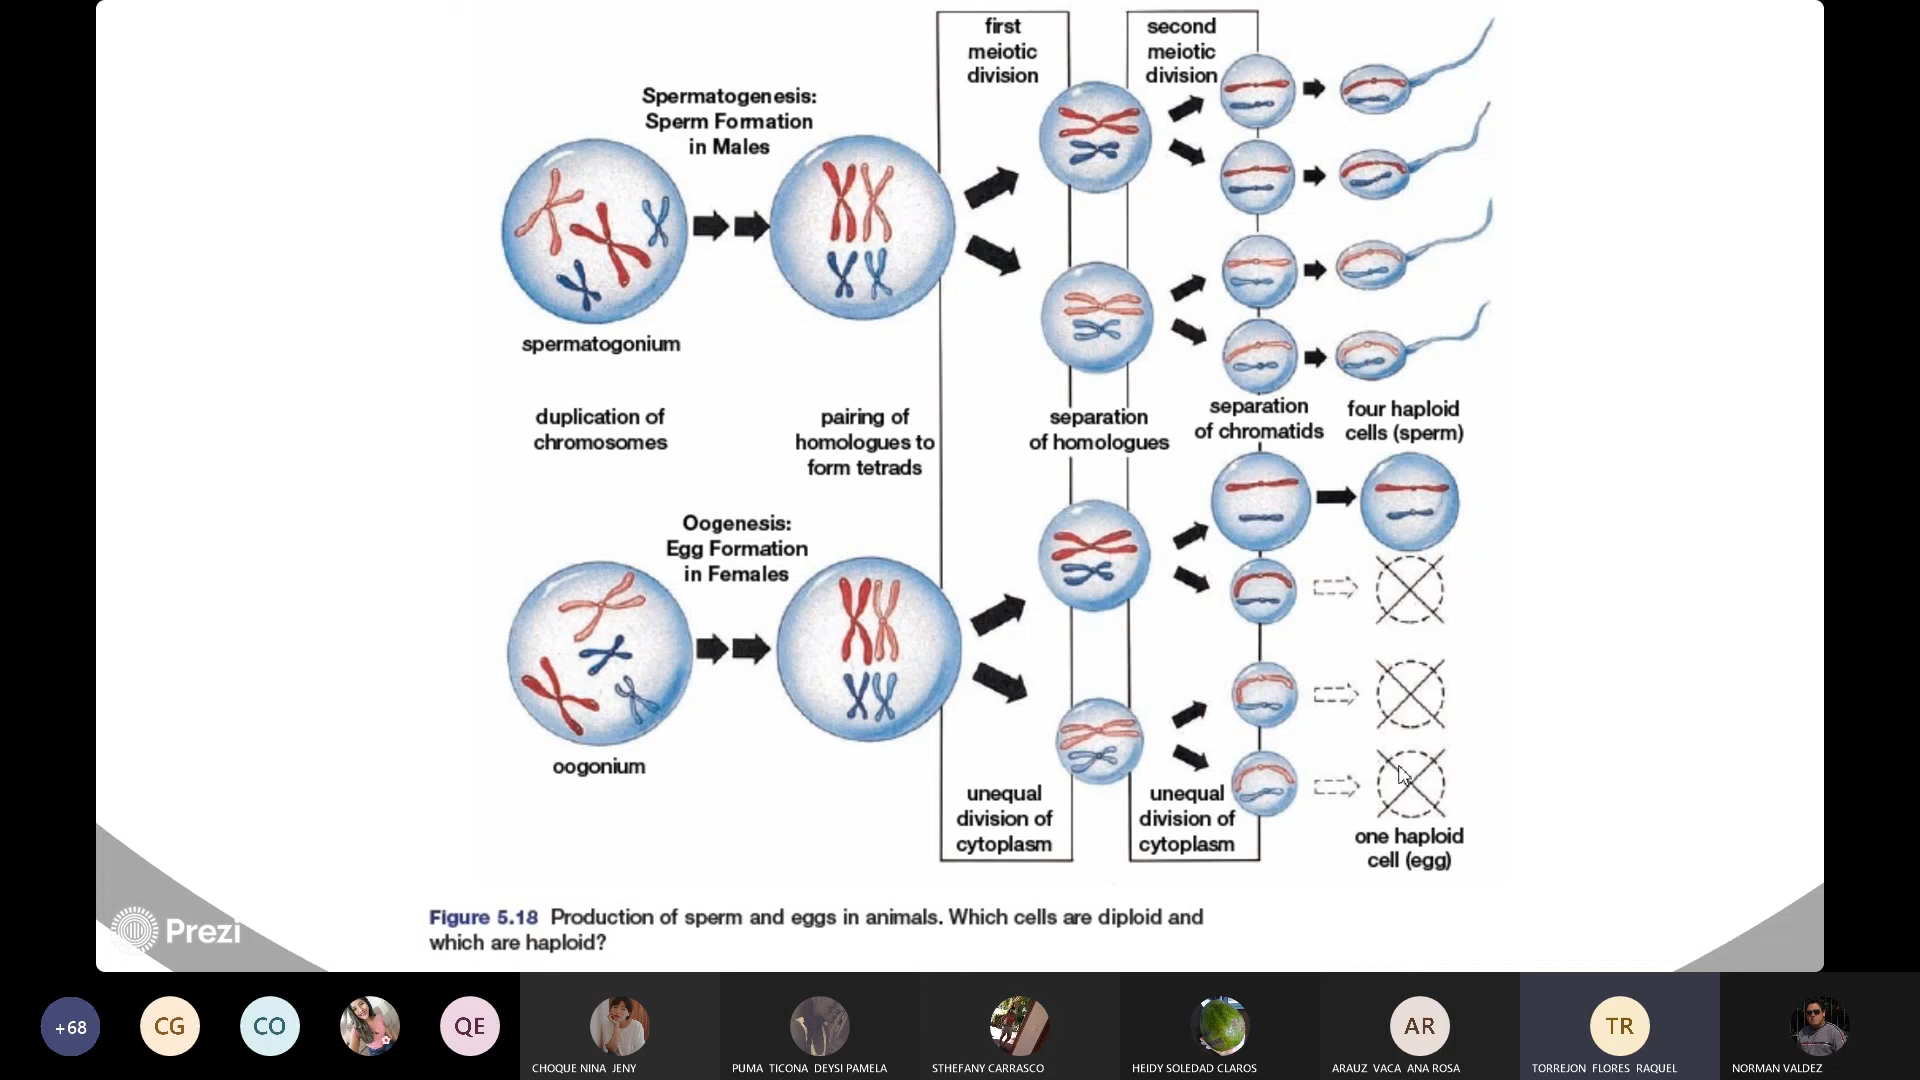 first
meiotic
division
second
meiotic
division
Spermatogenesis:
Sperm Formation
in Males
spermatogonium
duplication of
chromosomes
pairing of
homologues to
form tetrads
separation
of homologues
separation
of chromatids
four haploid
cells (sperm)
Oogenesis:
Egg Formation
in Females
oogonium
unequal
division of
cytoplasm
unequal
division of
cytoplasm
one haploid
cell (egg)
Figure 5.18 Production of sperm and eggs in animals. Which cells are diploid and
which are haploid?
Prezi
+68
CG
CO
QE
AR
TR
CHOQUE NINA JENY
PUMA TICONA DEYSI PAMELA
STHEFANY CARRASCO
HEIDY SOLEDAD CLAROS
ARAUZ VACA ANA ROSA
TORREJON FLORES RAQUEL
NORMAN VALDEZ